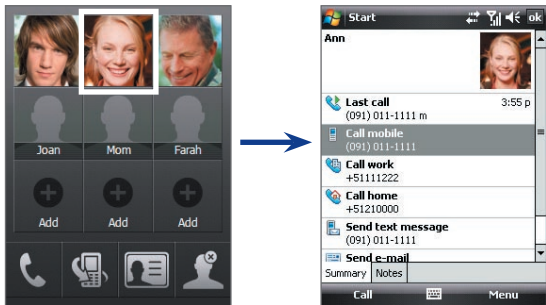 Joan Mom Farah
Add Add Add
Start ok
Ann
Last call 3:55 p
(091) 011-1111 m
Call mobile
(091) 011-1111
Call work
+51111222
Call home
+51210000
Send text message
(091) 011-1111
Send e-mail
Summary Notes
Call Menu